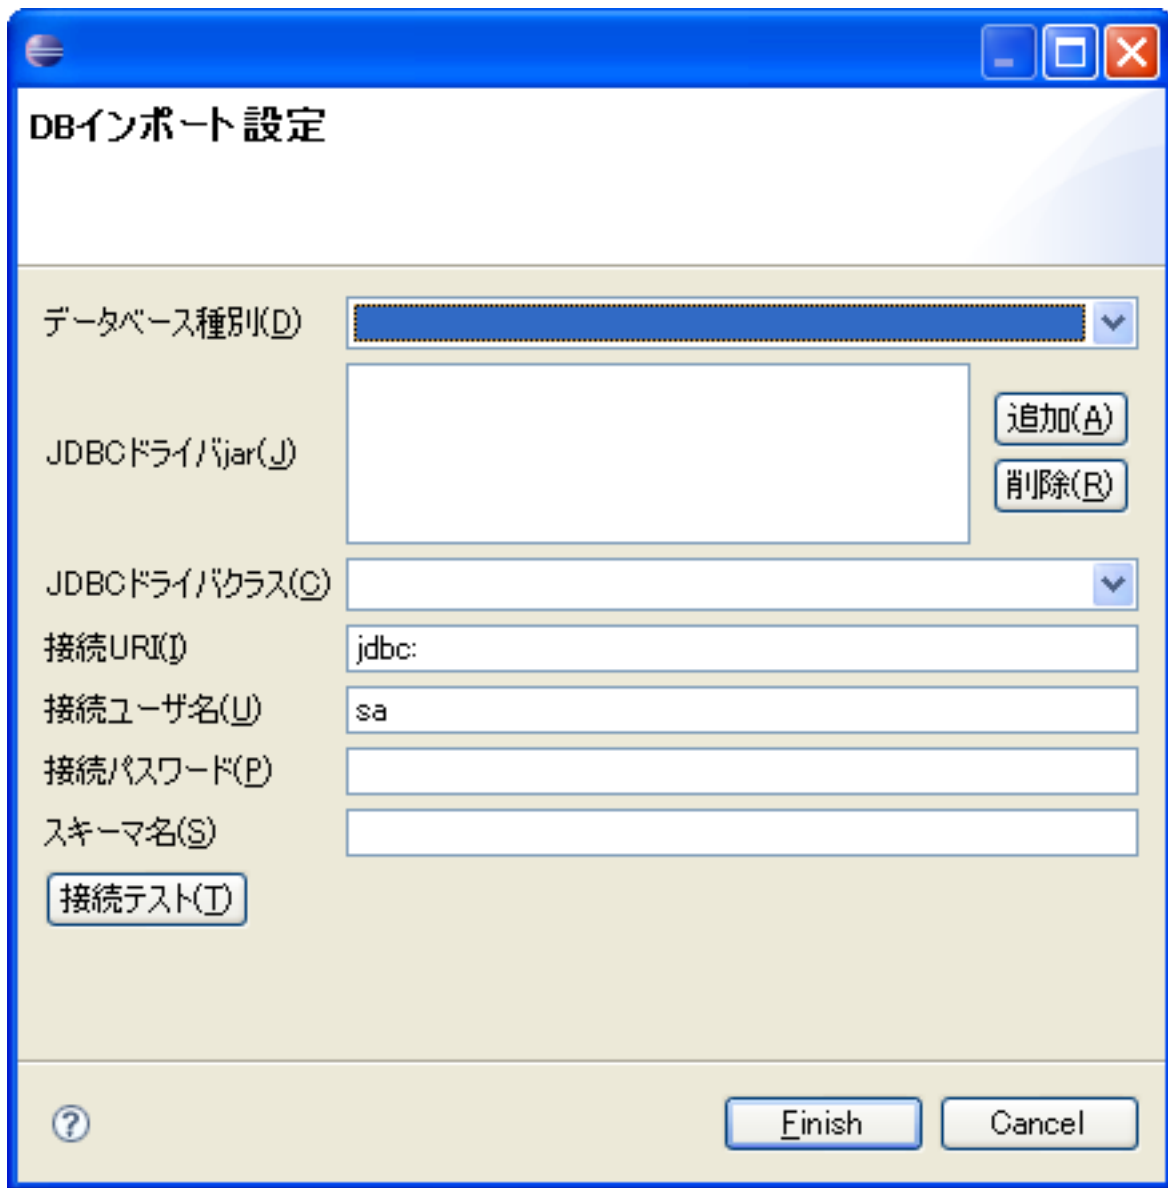 DBインポート設定
データベース種別(D)
JDBCドライバjar(J)
追加(A)
削除(R)
JDBCドライバクラス(C)
接続URI(I)
jdbc:
接続ユーザ名(U)
sa
接続パスワード(P)
スキーマ名(S)
接続テスト(T)
?
Finish
Cancel